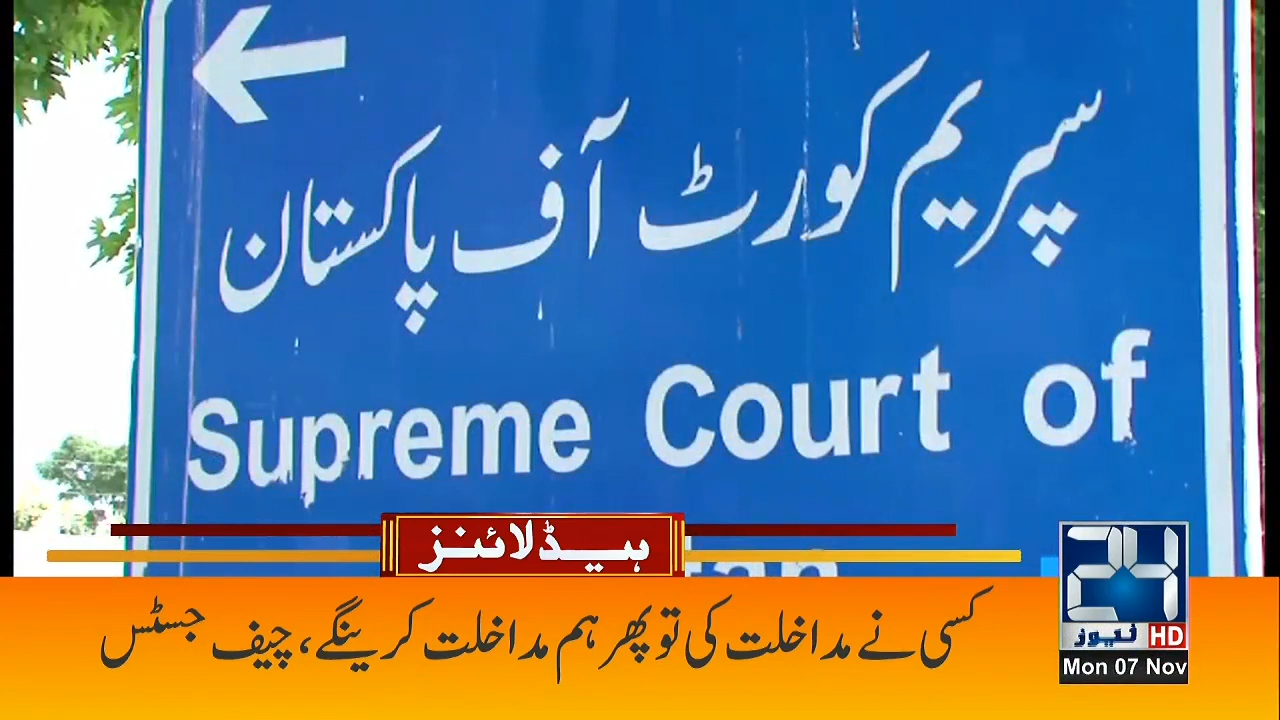 سپریم کورٹ آف پاکستان
Supreme Court of
ہیڈلائنز
کسی نے مداخلت کی تو پھر ہم مداخلت کرینگے، چیف جسٹس
24
نیوز HD
Mon 07 Nov